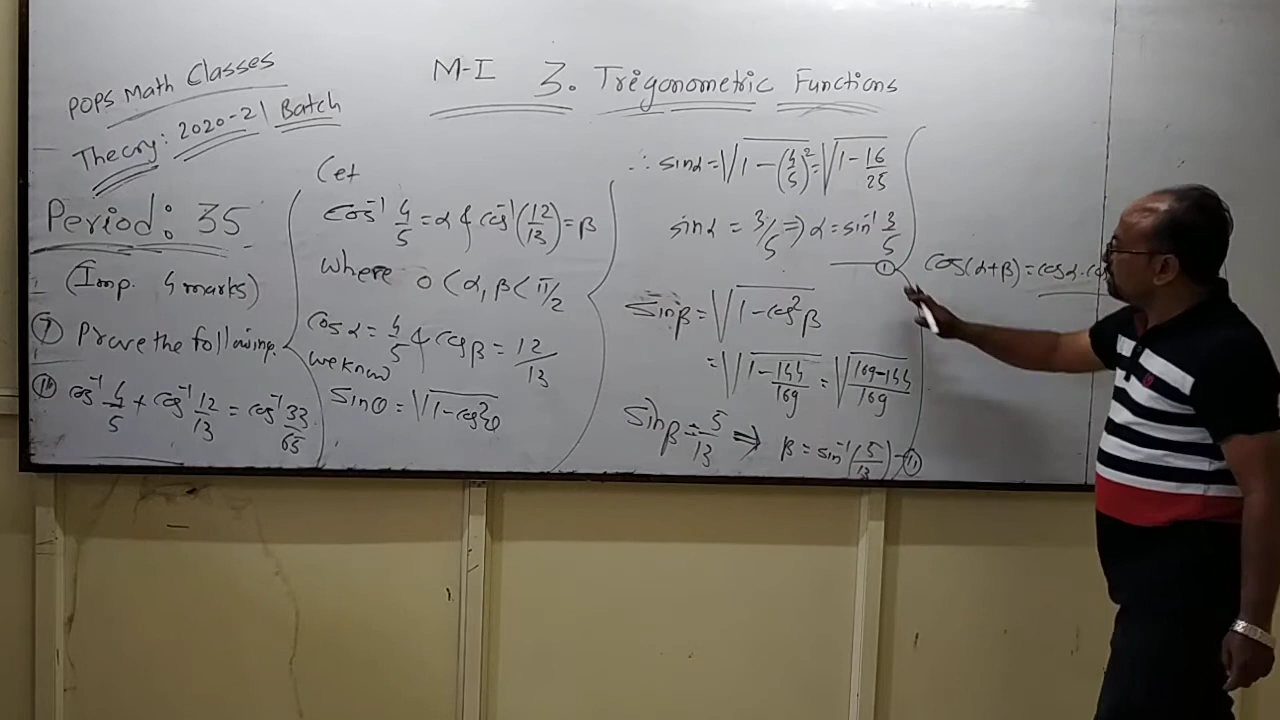 POPS Math Classes
Theory: 2020-21 Batch
M-I 3. Trigonometric Functions
Period: 35
(Imp. 4 marks)
7 Prove the following.
cos⁻¹ 4/5 + cos⁻¹ 12/13 = cos⁻¹ 33/65
Let
cos⁻¹ 4/5 = α & cos⁻¹ (12/13) = β
where 0 < α, β < π/2
cos α = 4/5 & cos β = 12/13
we know
sin θ = √1 - cos²θ
∴ sin α = √1 - (4/5)² = √1 - 16/25
sin α = 3/5 ⇒ α = sin⁻¹ 3/5
— ①
sin β = √1 - cos² β
= √1 - 144/169 = √169-144/169
sin β = 5/13 ⇒ β = sin⁻¹ (5/13) - ⑪
cos(α+β) = cos α . cos